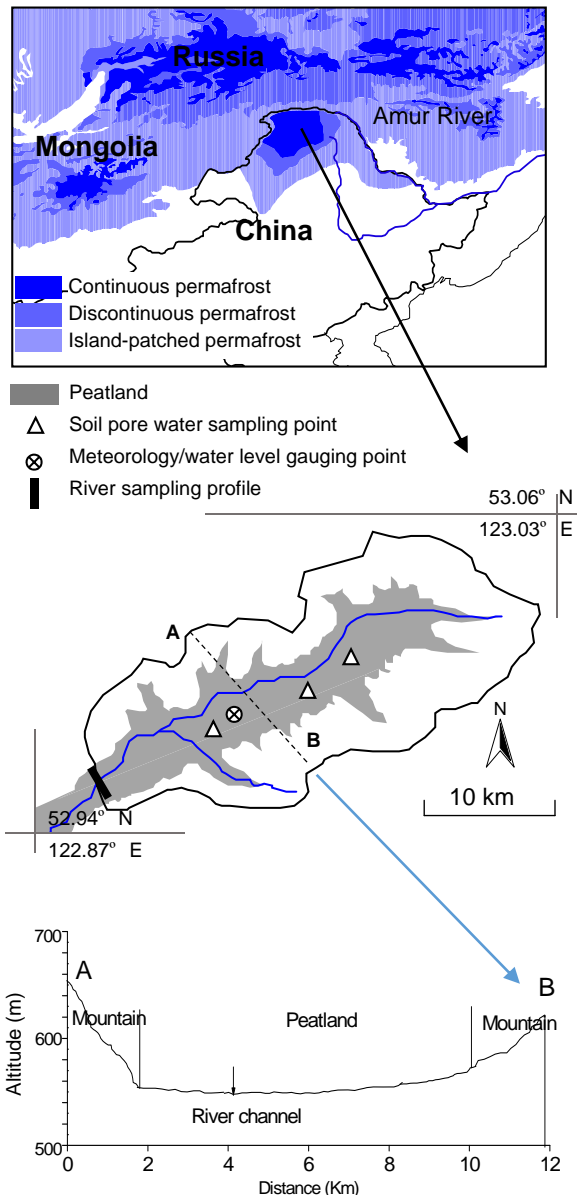 Russia
Amur River
Mongolia
China
Continuous permafrost
Discontinuous permafrost
Island-patched permafrost
Peatland
Soil pore water sampling point
Meteorology/water level gauging point
River sampling profile
53.06° N
123.03° E
A
B
N
10 km
52.94° N
122.87° E
700
A
B
Mountain
Peatland
Mountain
600
Altitude (m)
River channel
500
0 2 4 6 8 10 12
Distance (Km)